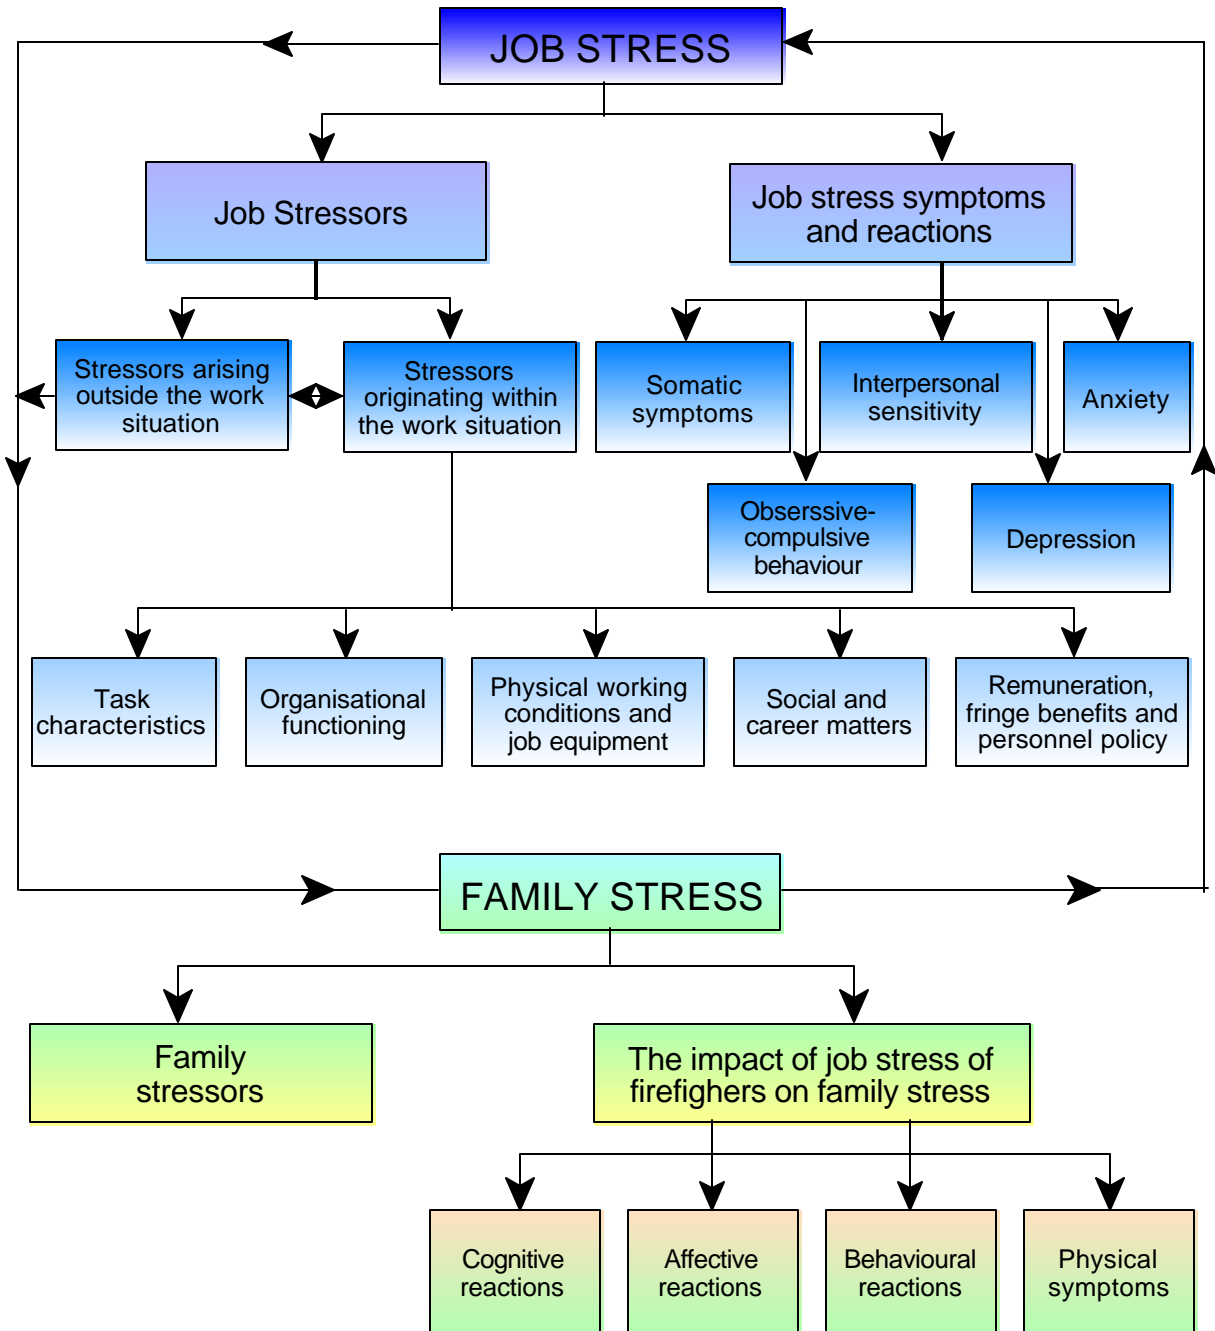 JOB STRESS
Job Stressors
Job stress symptoms
and reactions
Stressors arising
outside the work
situation
Stressors
originating within
the work situation
Somatic
symptoms
Interpersonal
sensitivity
Anxiety
Obserssive-
compulsive
behaviour
Depression
Task
characteristics
Organisational
functioning
Physical working
conditions and
job equipment
Social and
career matters
Remuneration,
fringe benefits and
personnel policy
FAMILY STRESS
Family
stressors
The impact of job stress of
firefighers on family stress
Cognitive
reactions
Affective
reactions
Behavioural
reactions
Physical
symptoms